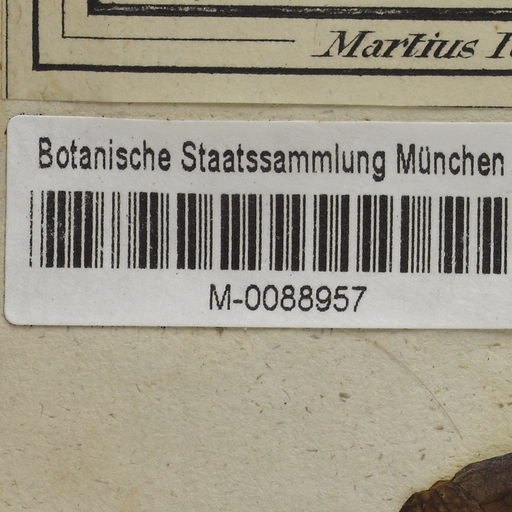 Martius
Botanische Staatssammlung München
M-0088957